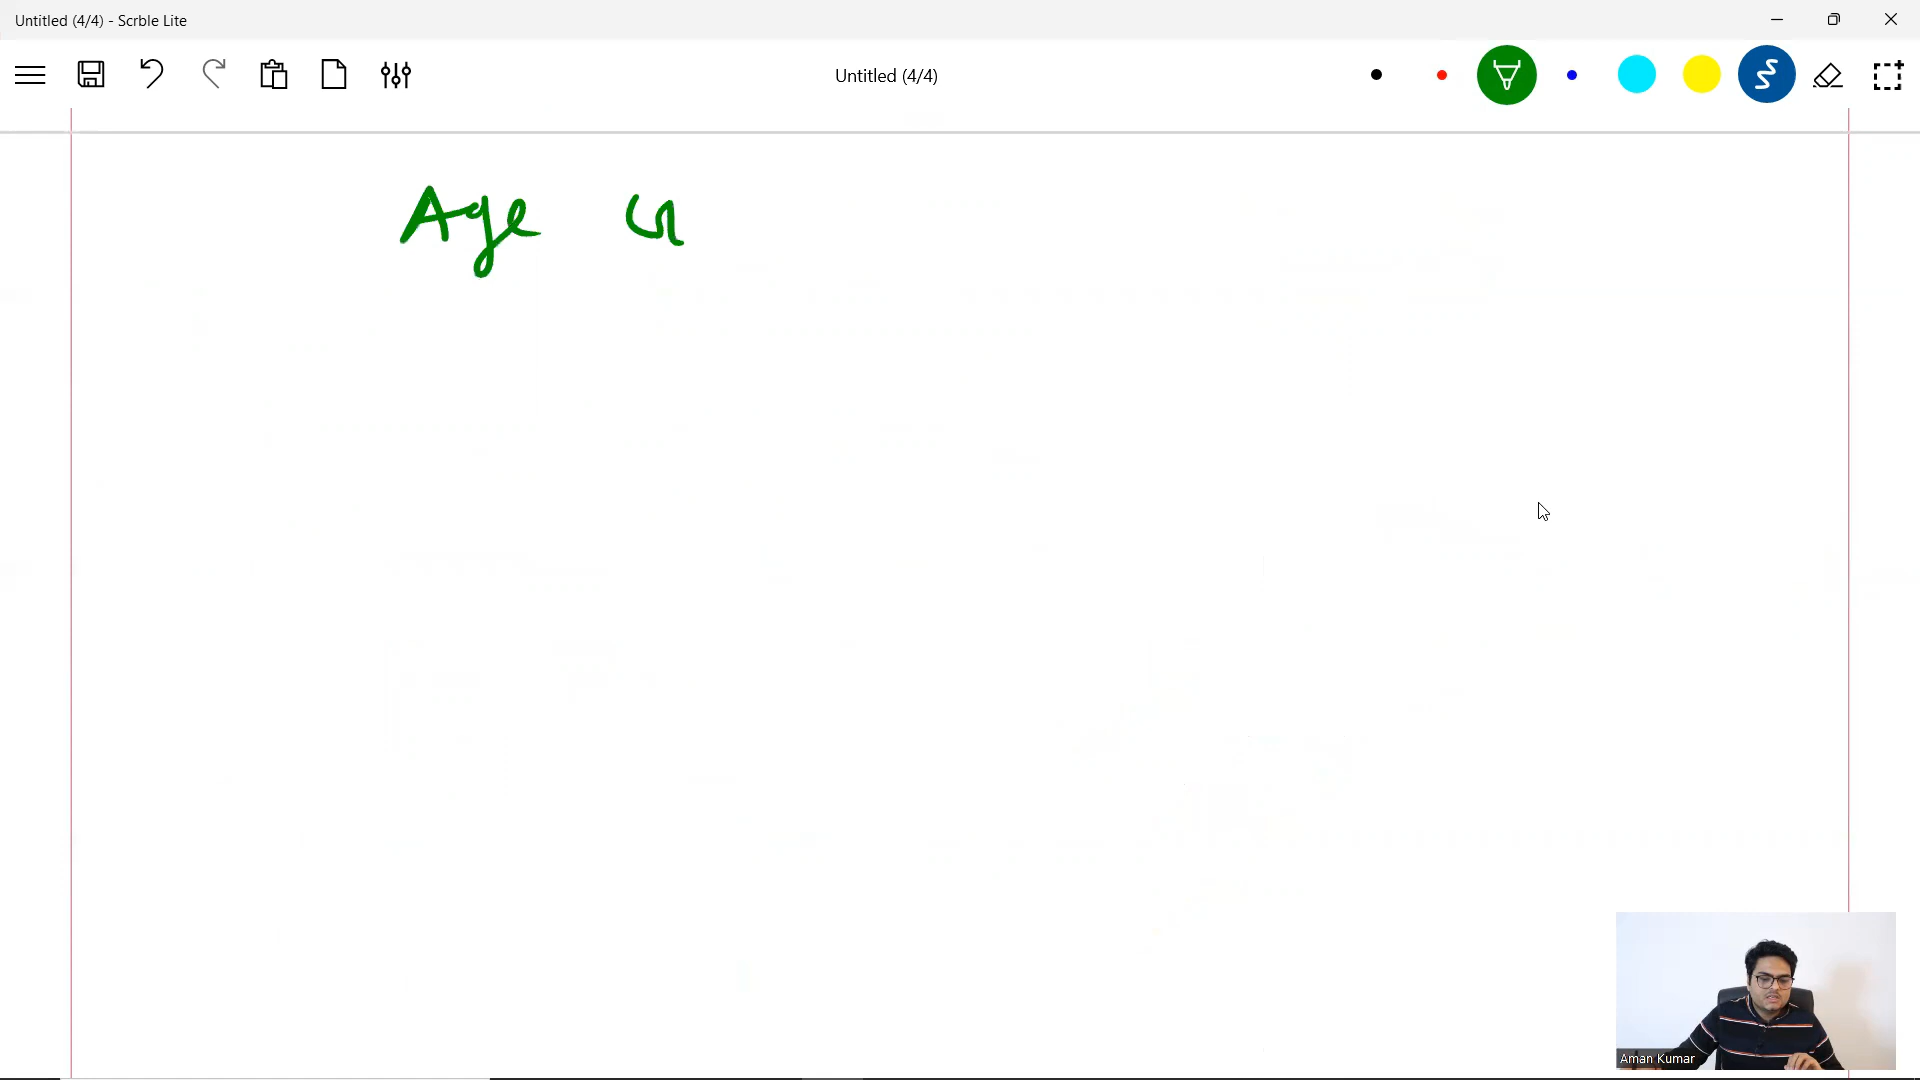 Untitled (4/4) - Scrble Lite
Untitled (4/4)
Age
Aman Kumar